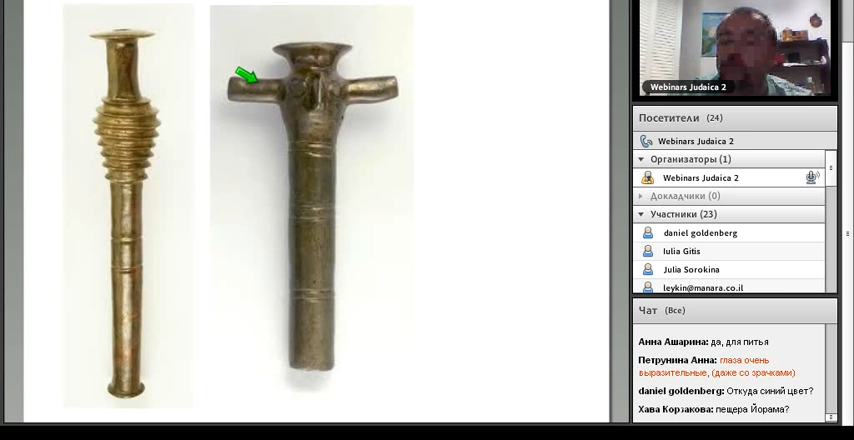 Webinars Judaica 2
Посетители (24)
Webinars Judaica 2
Организаторы (1)
Webinars Judaica 2
Докладчики (0)
Участники (23)
daniel goldenberg
Iulia Gitis
Julia Sorokina
leykin@manara.co.il
Чат (Все)
Анна Ашарина: да, для питья
Петрунина Анна: глаза очень
выразительные, (даже со зрачками)
daniel goldenberg: Откуда синий цвет?
Хава Коржакова: пещера Йорама?